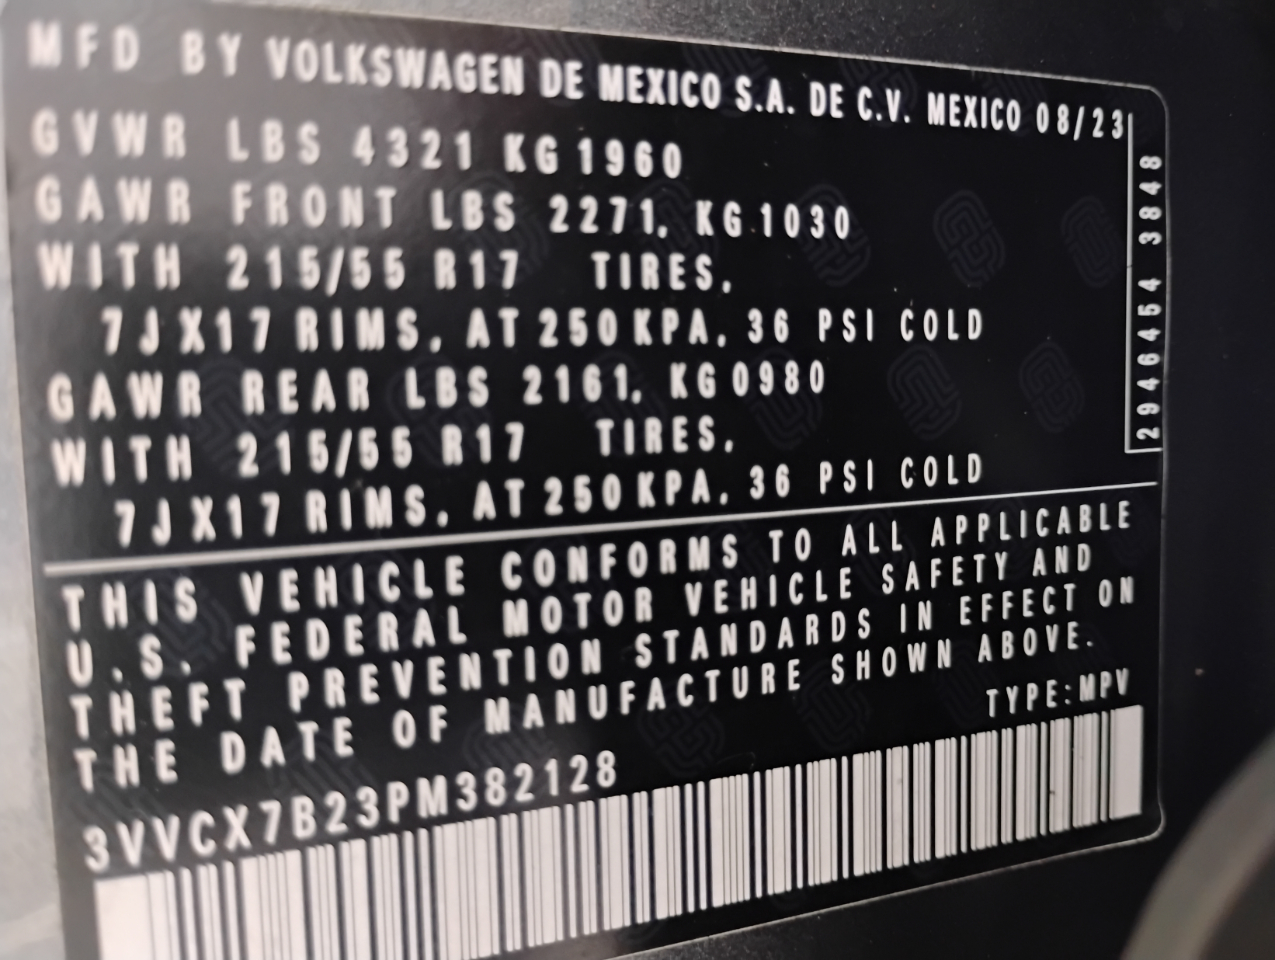 MFD BY VOLKSWAGEN DE MEXICO S.A. DE C.V. MEXICO 08/23
GVWR LBS 4321 KG 1960
GAWR FRONT LBS 2271, KG 1030
WITH 215/55 R17 TIRES,
7J X17 RIMS, AT 250 KPA, 36 PSI COLD
GAWR REAR LBS 2161, KG 0980
WITH 215/55 R17 TIRES,
7J X17 RIMS, AT 250 KPA, 36 PSI COLD
2946454 3848
THIS VEHICLE CONFORMS TO ALL APPLICABLE
U.S. FEDERAL MOTOR VEHICLE SAFETY AND
THEFT PREVENTION STANDARDS IN EFFECT ON
THE DATE OF MANUFACTURE SHOWN ABOVE.
TYPE:MPV
3VVCX7B23PM382128